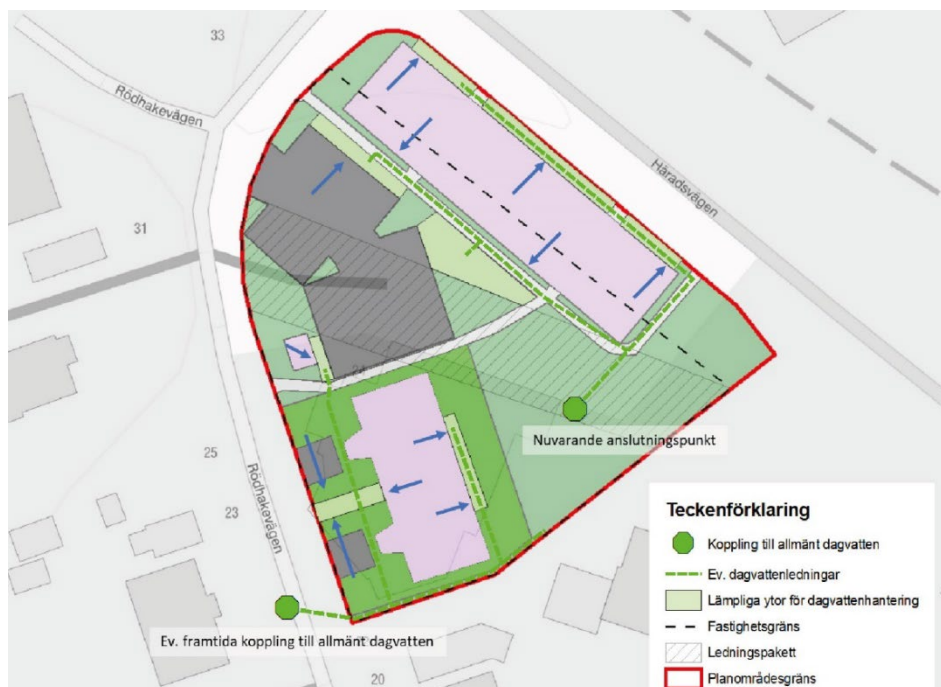 33
Rödhakevägen
Häradsvägen
31
Nuvarande anslutningspunkt
25
23
Rödhakevägen
Ev. framtida koppling till allmänt dagvatten
20
Teckenförklaring
Koppling till allmänt dagvatten
Ev. dagvattenledningar
Lämpliga ytor för dagvattenhantering
Fastighetsgräns
Ledningspakett
Planområdesgräns